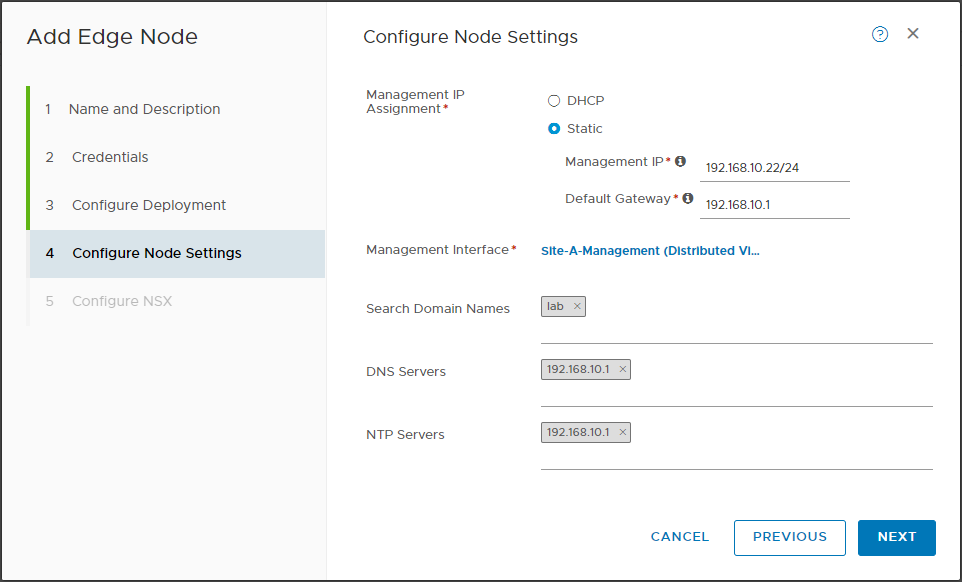 Add Edge Node
1 Name and Description
2 Credentials
3 Configure Deployment
4 Configure Node Settings
5 Configure NSX
Configure Node Settings
?
Management IP
Assignment*
DHCP
Static
Management IP* 192.168.10.22/24
Default Gateway* 192.168.10.1
Management Interface* Site-A-Management (Distributed VI...
Search Domain Names lab ×
DNS Servers 192.168.10.1 ×
NTP Servers 192.168.10.1 ×
CANCEL PREVIOUS NEXT